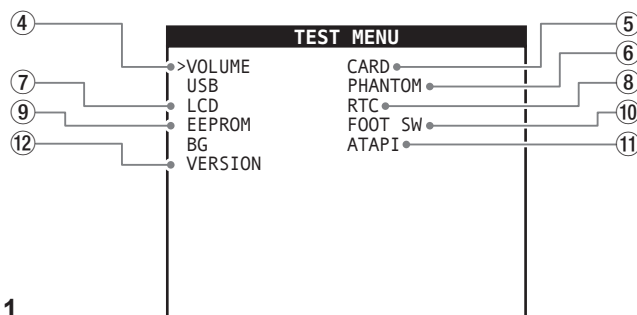 ④ TEST MENU ⑤
⑥
>VOLUME CARD
⑦ USB PHANTOM ⑧
LCD RTC
⑨ EEPROM FOOT SW ⑩
⑫ BG ATAPI ⑪
VERSION
1